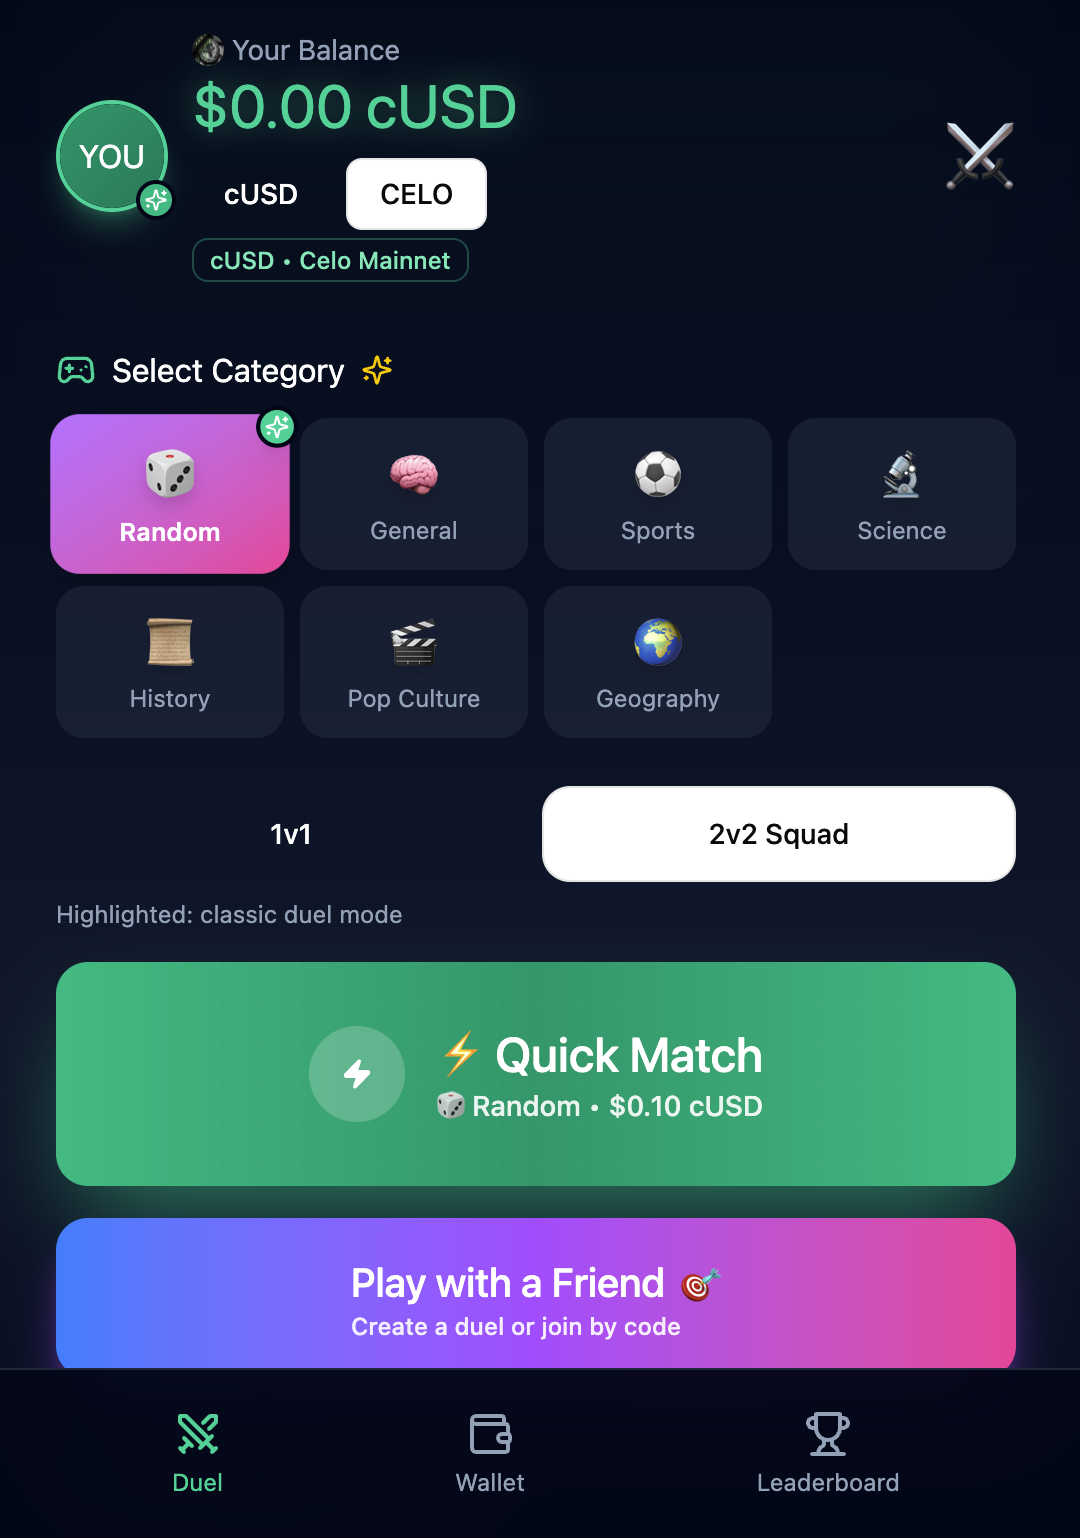 Your Balance
$0.00 cUSD
YOU
cUSD
CELO
cUSD • Celo Mainnet
Select Category
Random
General
Sports
Science
History
Pop Culture
Geography
1v1
2v2 Squad
Highlighted: classic duel mode
Quick Match
Random • $0.10 cUSD
Play with a Friend
Create a duel or join by code
Duel
Wallet
Leaderboard